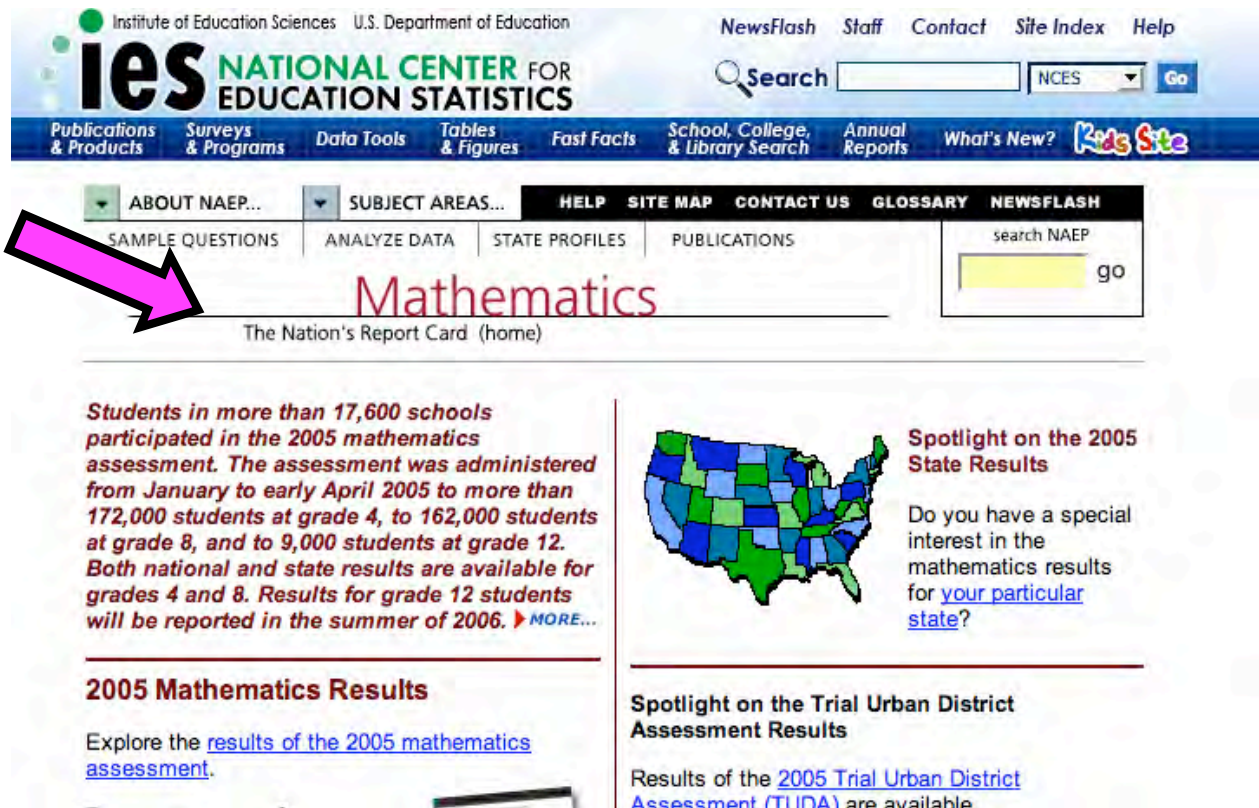 Institute of Education Sciences U.S. Department of Education
NewsFlash Staff Contact Site Index Help
ies NATIONAL CENTER FOR
EDUCATION STATISTICS
Search NCES Go
Publications & Products Surveys & Programs Data Tools Tables & Figures Fast Facts School, College, & Library Search Annual Reports What's New? Kids Site
ABOUT NAEP... SUBJECT AREAS... HELP SITE MAP CONTACT US GLOSSARY NEWSFLASH
SAMPLE QUESTIONS ANALYZE DATA STATE PROFILES PUBLICATIONS
search NAEP
go
Mathematics
The Nation's Report Card (home)
Students in more than 17,600 schools
participated in the 2005 mathematics
assessment. The assessment was administered
from January to early April 2005 to more than
172,000 students at grade 4, to 162,000 students
at grade 8, and to 9,000 students at grade 12.
Both national and state results are available for
grades 4 and 8. Results for grade 12 students
will be reported in the summer of 2006. MORE...
2005 Mathematics Results
Explore the results of the 2005 mathematics
assessment.
Spotlight on the 2005
State Results
Do you have a special
interest in the
mathematics results
for your particular
state?
Spotlight on the Trial Urban District
Assessment Results
Results of the 2005 Trial Urban District
Assessment (TUDA) are available